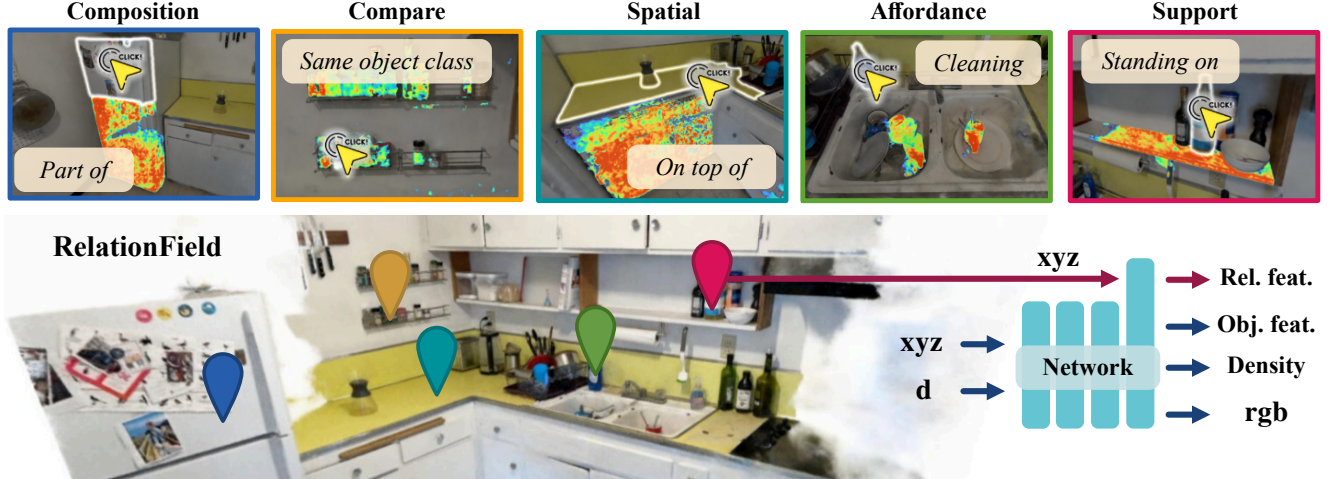 Composition
Compare
Spatial
Affordance
Support
CLICK!
Part of
Same object class
CLICK!
CLICK!
On top of
CLICK!
Cleaning
Standing on
CLICK!
RelationField
xyz
xyz
d
Network
Rel. feat.
Obj. feat.
Density
rgb